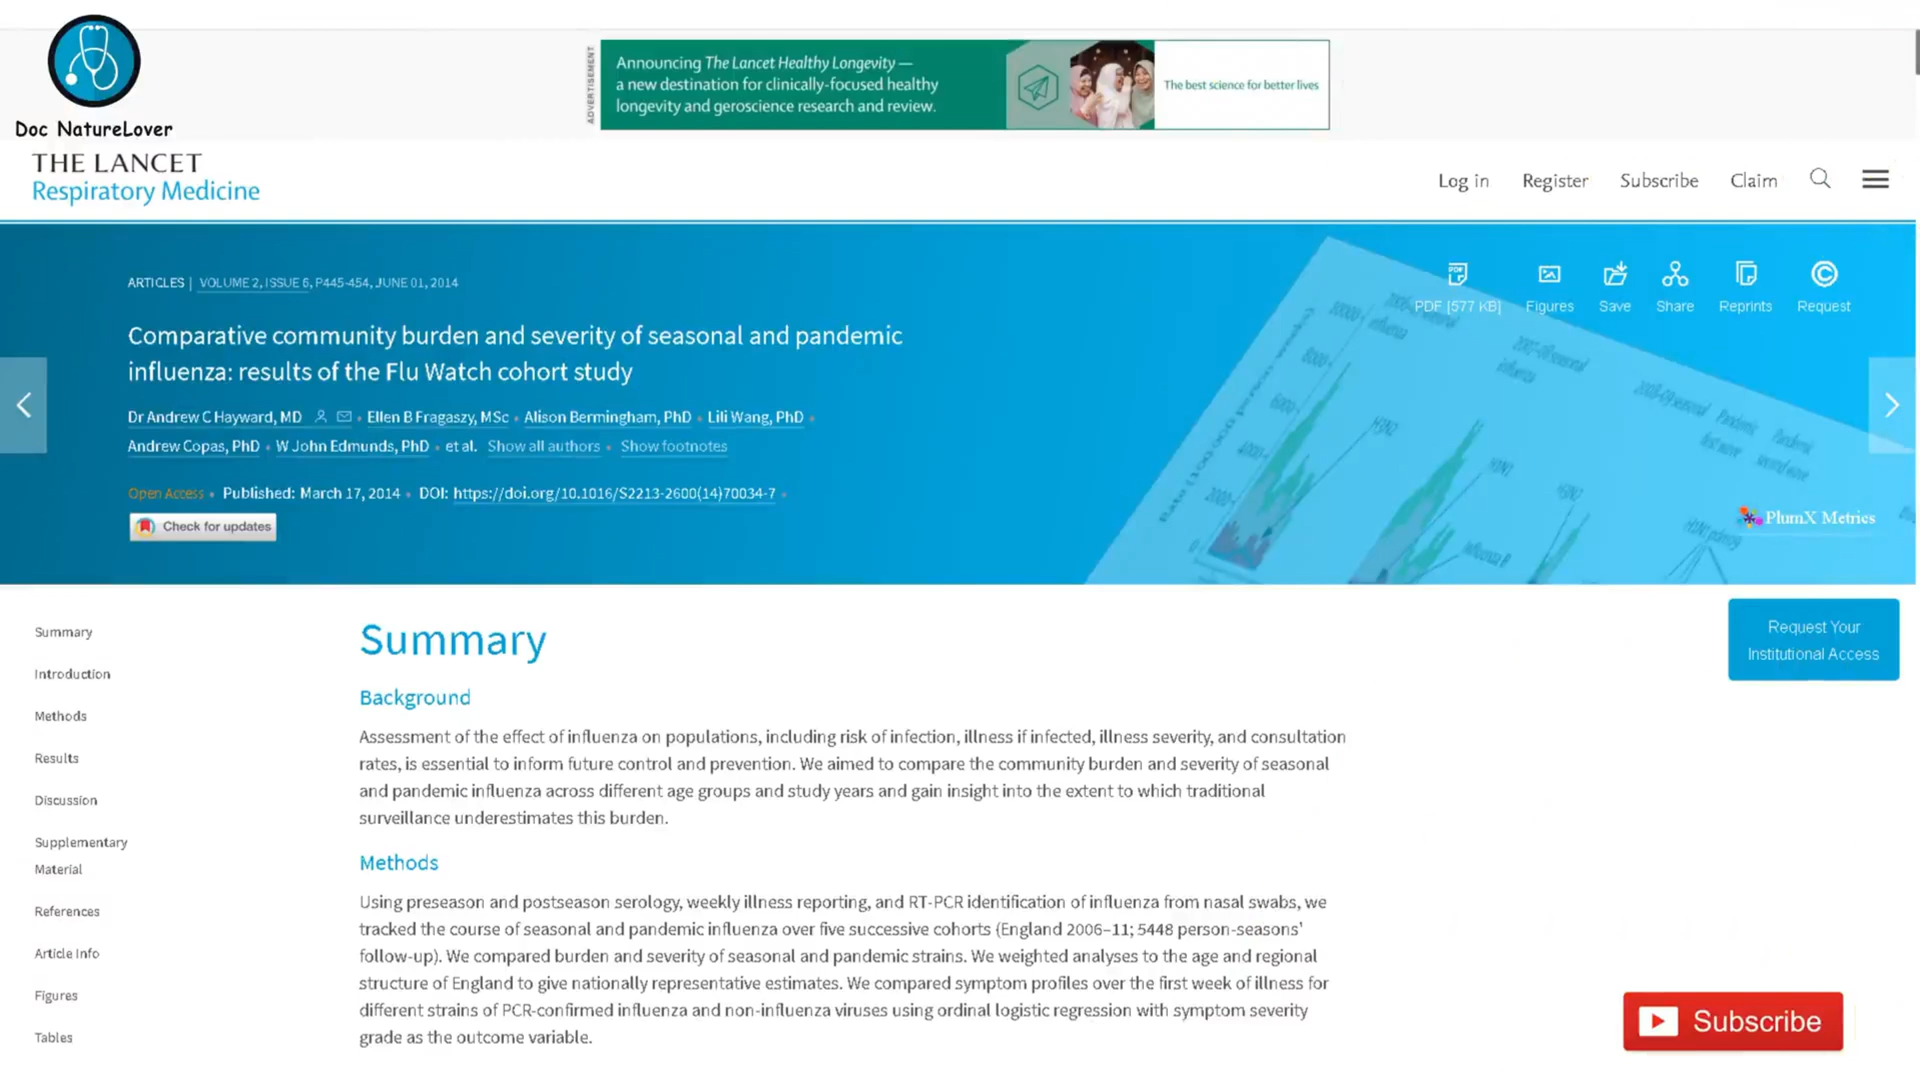 Doc NatureLover
ADVERTISEMENT
Announcing The Lancet Healthy Longevity —
a new destination for clinically-focused healthy
longevity and geroscience research and review.
The best science for better lives
THE LANCET
Respiratory Medicine
Log in
Register
Subscribe
Claim
ARTICLES | VOLUME 2, ISSUE 6, P445-454, JUNE 01, 2014
PDF [577 KB]
Figures
Save
Share
Reprints
Request
Comparative community burden and severity of seasonal and pandemic
influenza: results of the Flu Watch cohort study
Dr Andrew C Hayward, MD • Ellen B Fragaszy, MSc • Alison Bermingham, PhD • Lili Wang, PhD •
Andrew Copas, PhD • W John Edmunds, PhD • et al. Show all authors • Show footnotes
Open Access • Published: March 17, 2014 • DOI: https://doi.org/10.1016/S2213-2600(14)70034-7 •
Check for updates
PlumX Metrics
Request Your
Institutional Access
Summary
Introduction
Methods
Results
Discussion
Supplementary
Material
References
Article Info
Figures
Tables
Summary
Background
Assessment of the effect of influenza on populations, including risk of infection, illness if infected, illness severity, and consultation
rates, is essential to inform future control and prevention. We aimed to compare the community burden and severity of seasonal
and pandemic influenza across different age groups and study years and gain insight into the extent to which traditional
surveillance underestimates this burden.
Methods
Using preseason and postseason serology, weekly illness reporting, and RT-PCR identification of influenza from nasal swabs, we
tracked the course of seasonal and pandemic influenza over five successive cohorts (England 2006–11; 5448 person-seasons'
follow-up). We compared burden and severity of seasonal and pandemic strains. We weighted analyses to the age and regional
structure of England to give nationally representative estimates. We compared symptom profiles over the first week of illness for
different strains of PCR-confirmed influenza and non-influenza viruses using ordinal logistic regression with symptom severity
grade as the outcome variable.
Subscribe